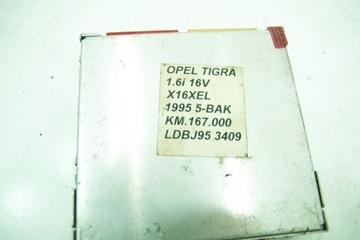 OPEL TIGRA
1.6i 16V
X16XEL
1995 5-BAK
KM.167.000
LDBJ95 3409